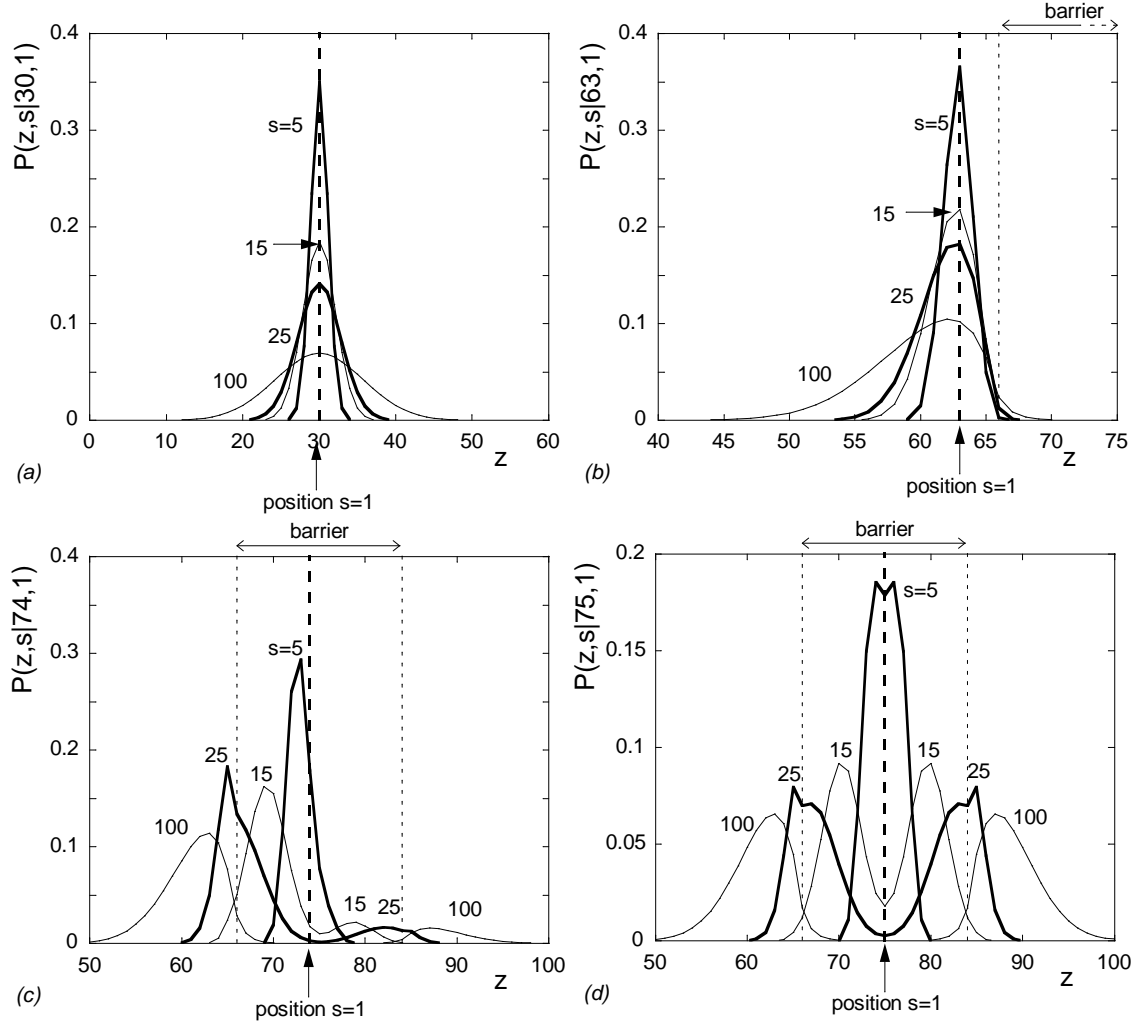 P(z,s|30,1)
0.4
0.3
0.2
0.1
0
s=5
15
25
100
0 10 20 30 40 50 60
z
(a)
position s=1
barrier
P(z,s|63,1)
0.4
0.3
0.2
0.1
0
s=5
15
25
100
40 45 50 55 60 65 70 75
z
(b)
position s=1
barrier
P(z,s|74,1)
0.4
0.3
0.2
0.1
0
s=5
25
15
100
15
25
100
50 60 70 80 90 100
z
(c)
position s=1
barrier
P(z,s|75,1)
0.2
0.15
0.1
0.05
0
s=5
15
15
25
25
100
100
50 60 70 80 90 100
z
(d)
position s=1